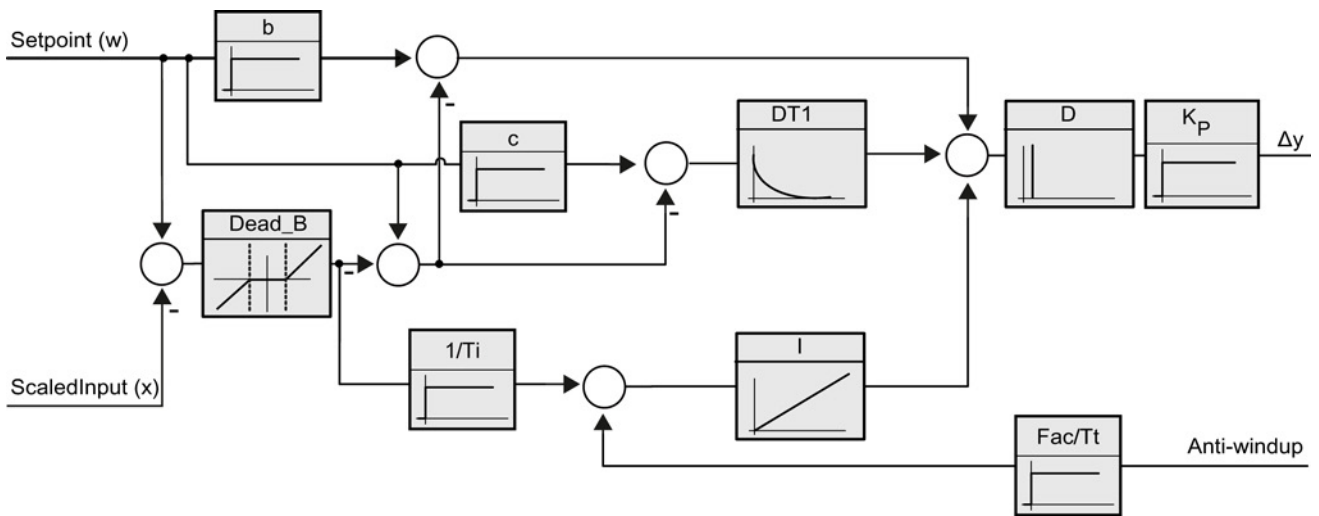 b
Setpoint (w)
-
DT1
D
K_P
c
Δy
-
Dead_B
-
-
1/Ti
I
ScaledInput (x)
Fac/Tt
Anti-windup